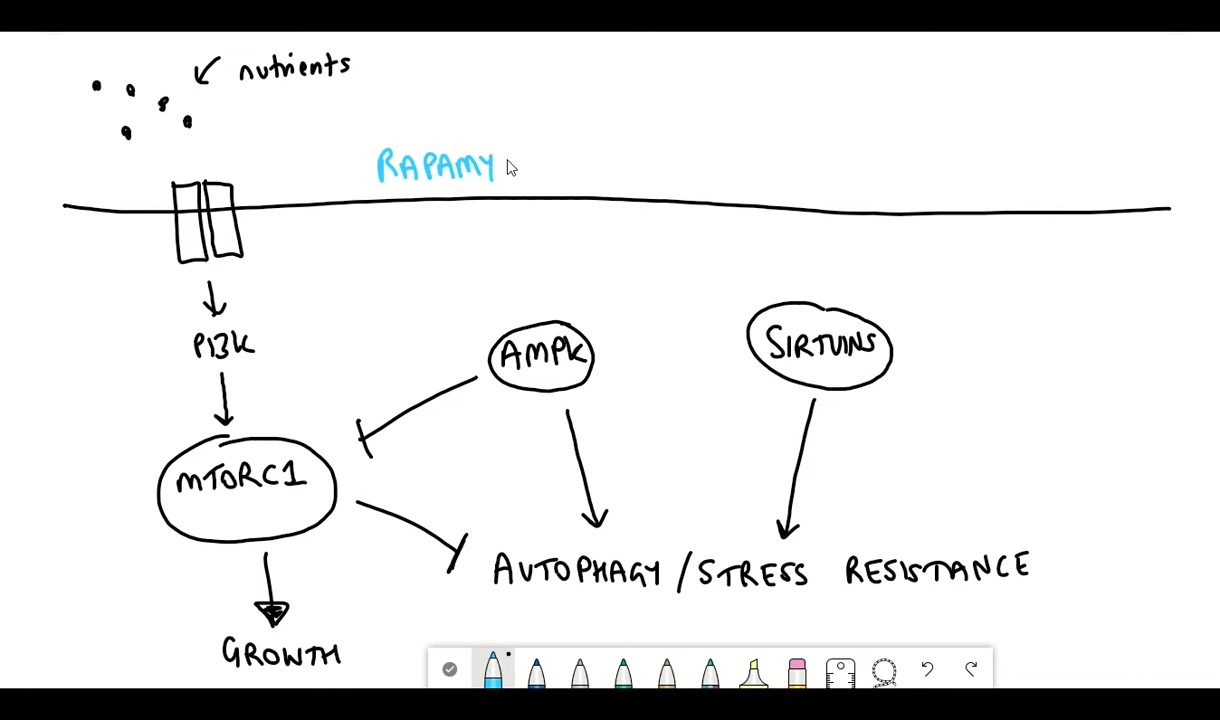 nutrients
RAPAMY
PI3K
AMPK
SIRTUINS
mTORC1
AUTOPHAGY/STRESS RESISTANCE
GROWTH